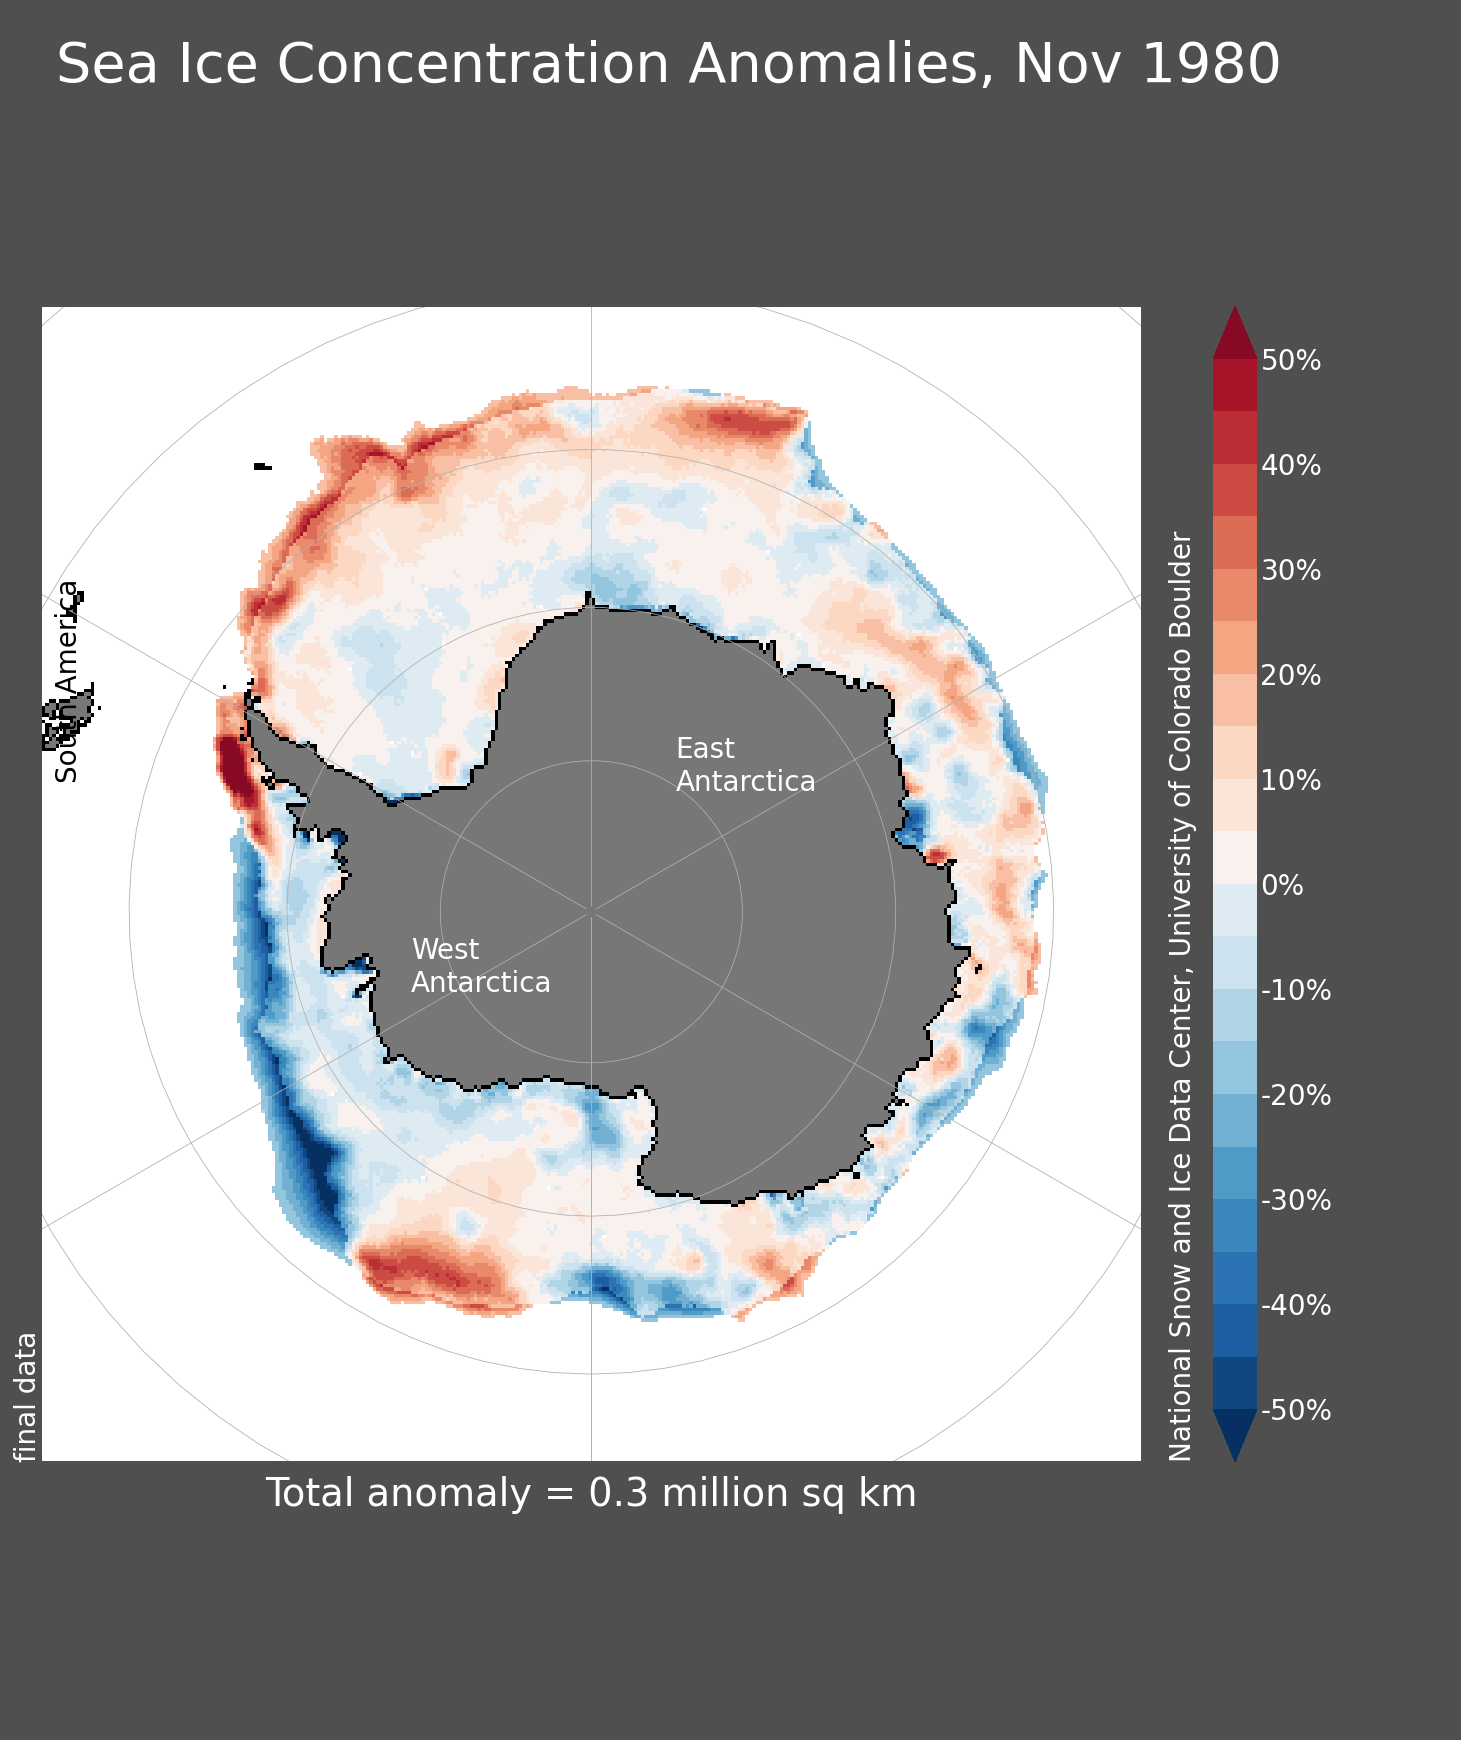 Sea Ice Concentration Anomalies, Nov 1980
South America
East
Antarctica
West
Antarctica
final data
National Snow and Ice Data Center, University of Colorado Boulder
50%
40%
30%
20%
10%
0%
-10%
-20%
-30%
-40%
-50%
Total anomaly = 0.3 million sq km